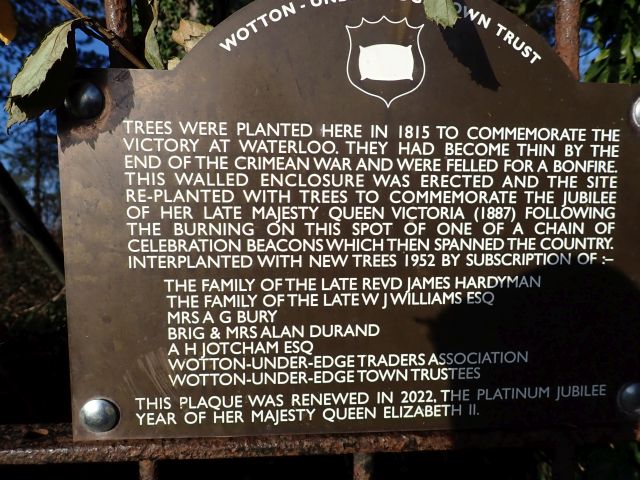 WOTTON - UNDER TOWN TRUST
TREES WERE PLANTED HERE IN 1815 TO COMMEMORATE THE
VICTORY AT WATERLOO. THEY HAD BECOME THIN BY THE
END OF THE CRIMEAN WAR AND WERE FELLED FOR A BONFIRE.
THIS WALLED ENCLOSURE WAS ERECTED AND THE SITE
RE-PLANTED WITH TREES TO COMMEMORATE THE JUBILEE
OF HER LATE MAJESTY QUEEN VICTORIA (1887) FOLLOWING
THE BURNING ON THIS SPOT OF ONE OF A CHAIN OF
CELEBRATION BEACONS WHICH THEN SPANNED THE COUNTRY.
INTERPLANTED WITH NEW TREES 1952 BY SUBSCRIPTION OF :–
THE FAMILY OF THE LATE REVD JAMES HARDYMAN
THE FAMILY OF THE LATE W J WILLIAMS ESQ
MRS A G BURY
BRIG & MRS ALAN DURAND
A H JOTCHAM ESQ
WOTTON-UNDER-EDGE TRADERS ASSOCIATION
WOTTON-UNDER-EDGE TOWN TRUSTEES
THIS PLAQUE WAS RENEWED IN 2022, THE PLATINUM JUBILEE
YEAR OF HER MAJESTY QUEEN ELIZABETH II.